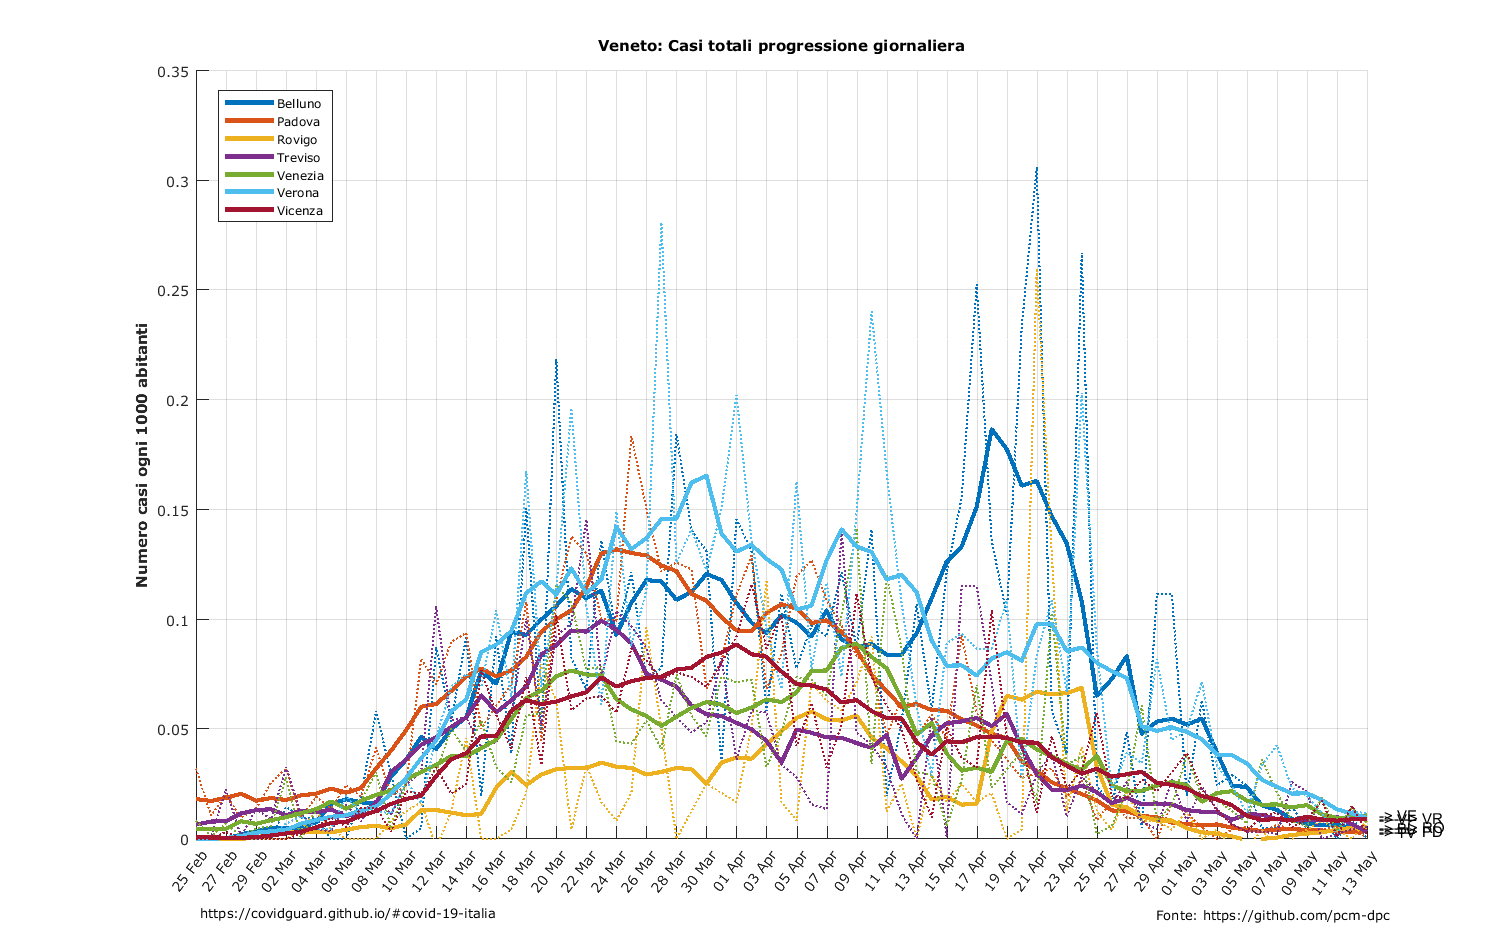 Veneto: Casi totali progressione giornaliera
Numero casi ogni 1000 abitanti
0.35
0.3
0.25
0.2
0.15
0.1
0.05
0
Belluno
Padova
Rovigo
Treviso
Venezia
Verona
Vicenza
25 Feb
27 Feb
29 Feb
02 Mar
04 Mar
06 Mar
08 Mar
10 Mar
12 Mar
14 Mar
16 Mar
18 Mar
20 Mar
22 Mar
24 Mar
26 Mar
28 Mar
30 Mar
01 Apr
03 Apr
05 Apr
07 Apr
09 Apr
11 Apr
13 Apr
15 Apr
17 Apr
19 Apr
21 Apr
23 Apr
25 Apr
27 Apr
29 Apr
01 May
03 May
05 May
07 May
09 May
11 May
13 May
VE
VR
PD
TV
https://covidguard.github.io/#covid-19-italia
Fonte: https://github.com/pcm-dpc